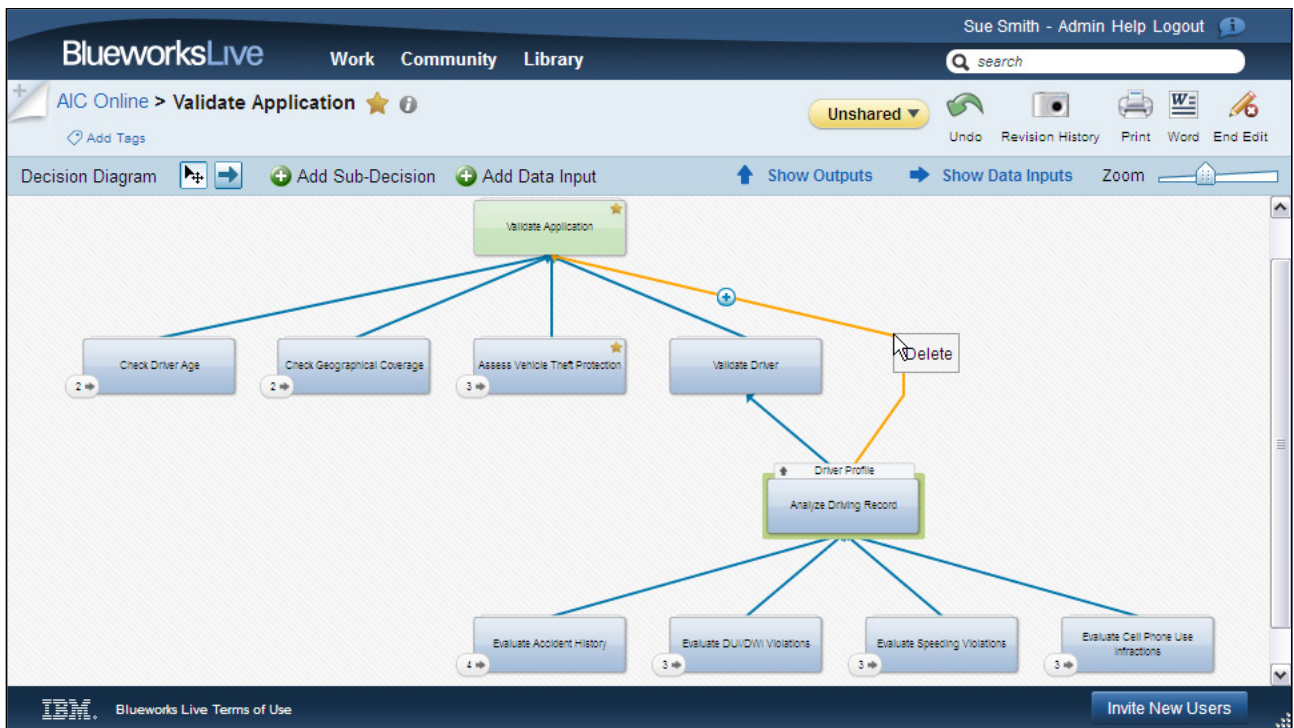 Sue Smith - Admin Help Logout
BlueworksLive Work Community Library search
AIC Online > Validate Application
Unshared
Add Tags
Undo Revision History Print Word End Edit
Decision Diagram Add Sub-Decision Add Data Input Show Outputs Show Data Inputs Zoom
Validate Application
Check Driver Age Check Geographical Coverage Assess Vehicle Theft Protection Validate Driver Delete
2 2 3
Driver Profile
Analyze Driving Record
Evaluate Accident History Evaluate DUI/DWI Violations Evaluate Speeding Violations Evaluate Cell Phone Use
Infractions
4 3 3 3
IBM. Blueworks Live Terms of Use Invite New Users